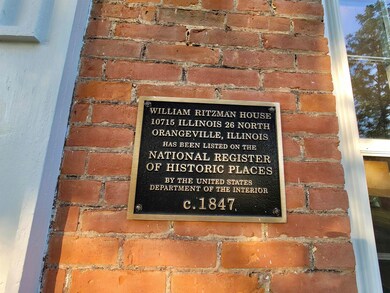 WILLIAM RITZMAN HOUSE
10715 ILLINOIS 26 NORTH
ORANGEVILLE, ILLINOIS
HAS BEEN LISTED ON THE
NATIONAL REGISTER
OF HISTORIC PLACES
BY THE UNITED STATES
DEPARTMENT OF THE INTERIOR
c.1847